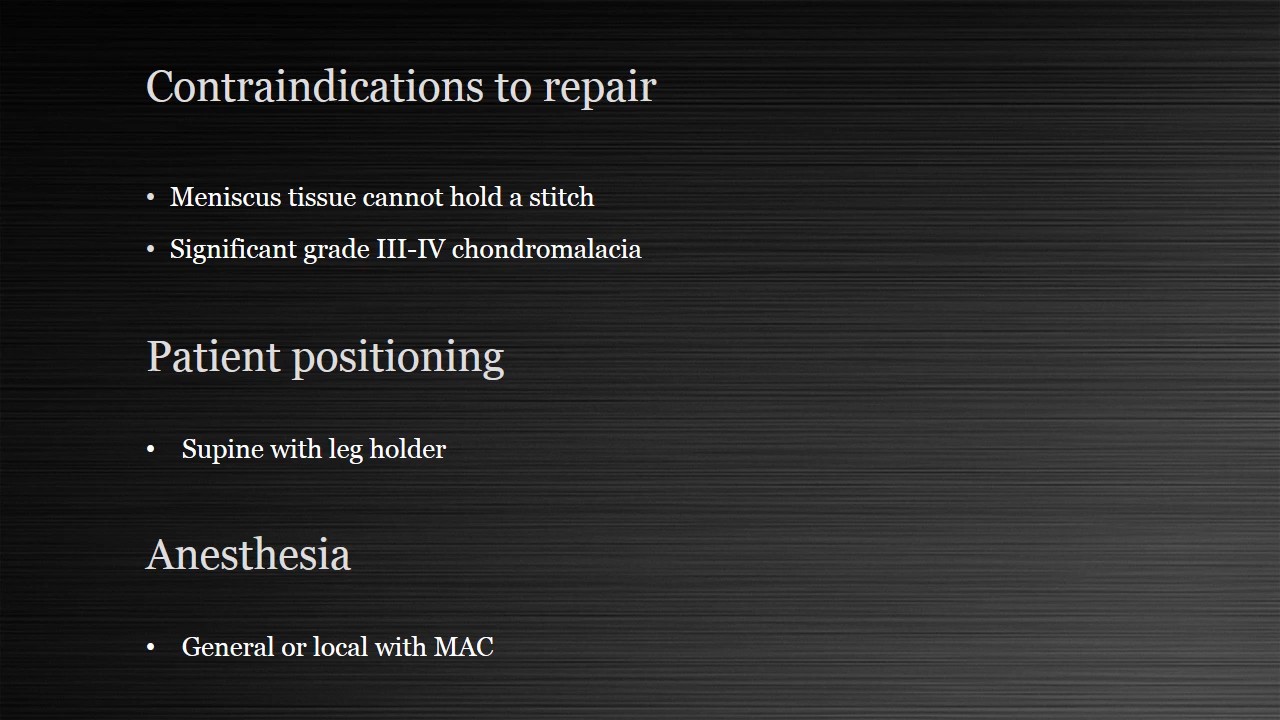 Contraindications to repair
• Meniscus tissue cannot hold a stitch
• Significant grade III-IV chondromalacia
Patient positioning
• Supine with leg holder
Anesthesia
• General or local with MAC